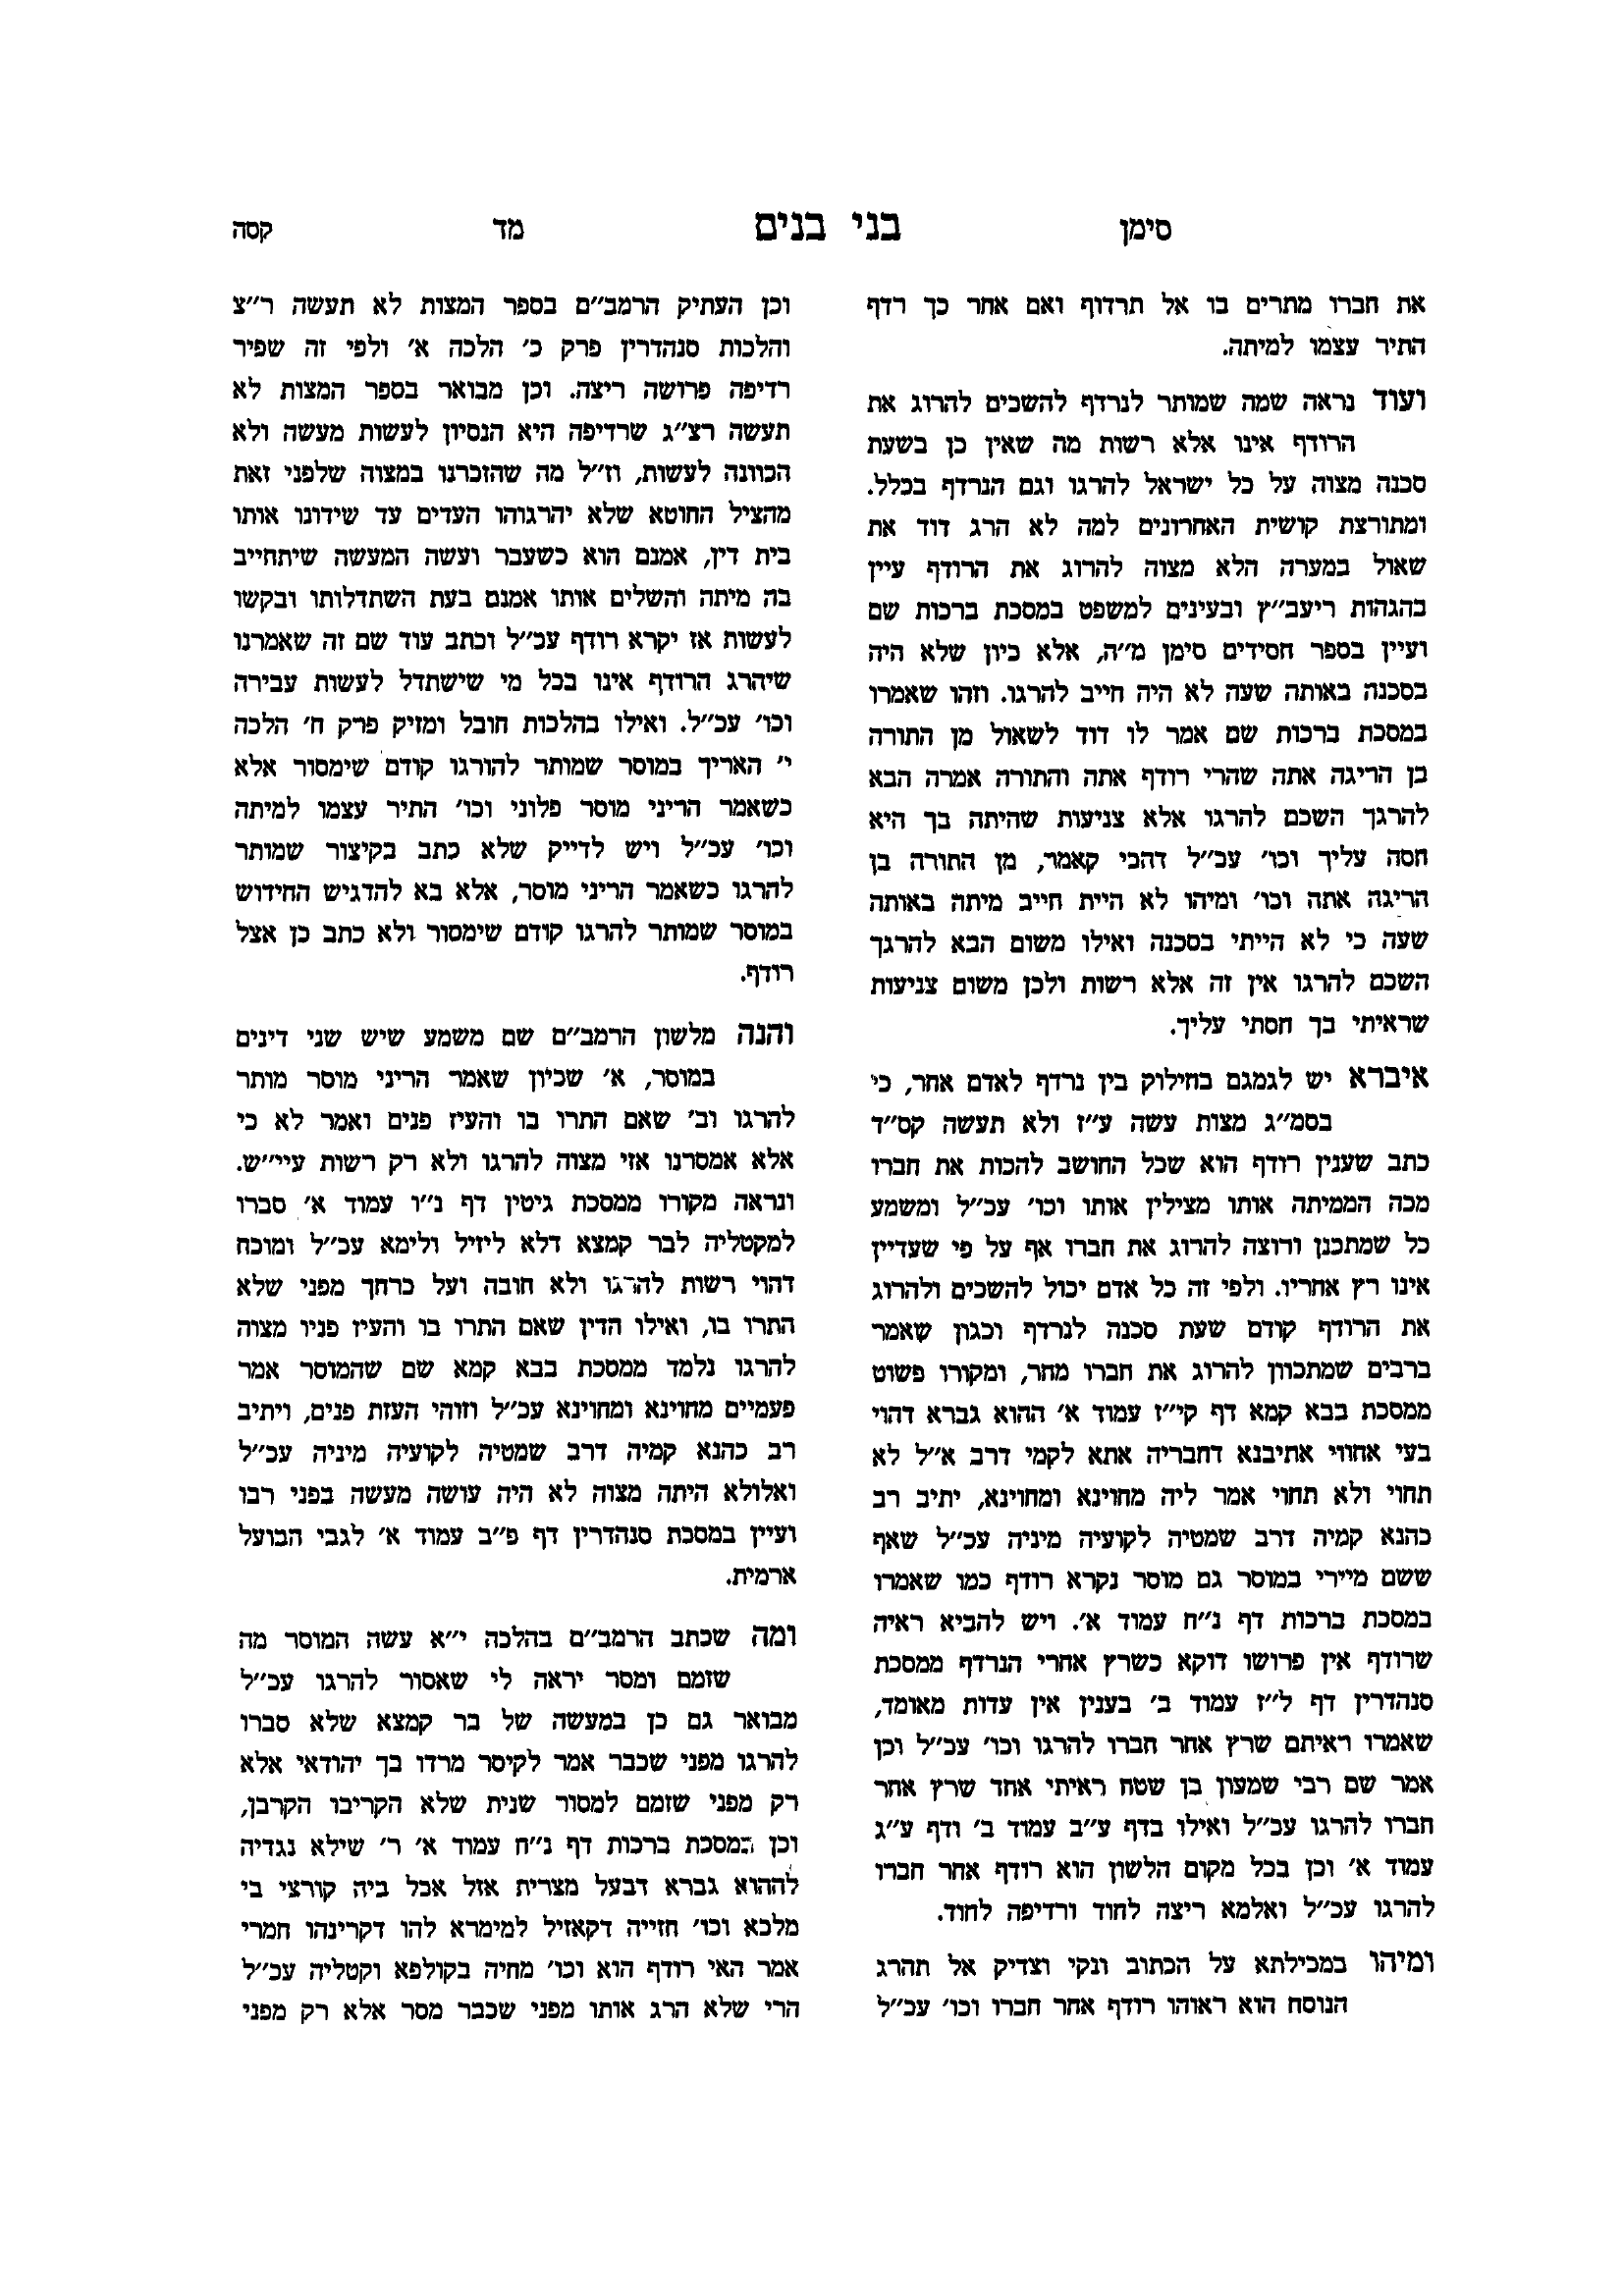 סימן בני בנים מד קסה
את חברו מתרים בו אל תרדוף ואם אחר כך רדף
התיר עצמו למיתה.
ועוד נראה שמה שמותר לנרדף להשכים להרוג את
הרודף אינו אלא רשות מה שאין כן בשעת
סכנה מצוה על כל ישראל להרגו וגם הנרדף בכלל.
ומתורצת קושית האחרונים למה לא הרג דוד את
שאול במערה הלא מצוה להרוג את הרודף עיין
בהגהות ריעב״ץ ובעינים למשפט במסכת ברכות שם
ועיין בספר חסידים סימן מ״ה, אלא כיון שלא היה
בסכנה באותה שעה לא היה חייב להרגו. וזהו שאמרו
במסכת ברכות שם אמר לו דוד לשאול מן התורה
בן הריגה אתה שהרי רודף אתה והתורה אמרה הבא
להרגך השכם להרגו אלא צניעות שהיתה בך היא
חסה עליך וכו׳ עכ״ל דהכי קאמר, מן התורה בן
הריגה אתה וכו׳ ומיהו לא היית חייב מיתה באותה
שעה כי לא הייתי בסכנה ואילו משום הבא להרגך
השכם להרגו אין זה אלא רשות ולכן משום צניעות
שראיתי בך חסתי עליך.
איברא יש לגמגם בחילוק בין נרדף לאדם אחר, כי
בסמ״ג מצות עשה ע״ז ולא תעשה קס״ד
כתב שענין רודף הוא שכל החושב להכות את חברו
מכה הממיתה אותו מצילין אותו וכו׳ עכ״ל ומשמע
כל שמתכנן ורוצה להרוג את חברו אף על פי שעדיין
אינו רץ אחריו. ולפי זה כל אדם יכול להשכים ולהרוג
את הרודף קודם שעת סכנה לנרדף וכגון שאמר
ברבים שמתכוון להרוג את חברו מחר, ומקורו פשוט
ממסכת בבא קמא דף קי״ז עמוד א׳ ההוא גברא דהוי
בעי אחווי אתיבנא דחבריה אתא לקמי דרב א״ל לא
תחוי ולא תחוי אמר ליה מחוינא ומחוינא, יתיב רב
כהנא קמיה דרב שמטיה לקועיה מיניה עכ״ל שאף
ששם מיירי במוסר גם מוסר נקרא רודף כמו שאמרו
במסכת ברכות דף נ״ח עמוד א׳. ויש להביא ראיה
שרודף אין פרושו דוקא כשרץ אחרי הנרדף ממסכת
סנהדרין דף ל״ז עמוד ב׳ בענין אין עדות מאומד,
שאמרו ראיתם שרץ אחר חברו להרגו וכו׳ עכ״ל וכן
אמר שם רבי שמעון בן שטח ראיתי אחד שרץ אחר
חברו להרגו עכ״ל ואילו בדף ע״ב עמוד ב׳ ודף ע״ג
עמוד א׳ וכן בכל מקום הלשון הוא רודף אחר חברו
להרגו עכ״ל ואלמא ריצה לחוד ורדיפה לחוד.
ומיהו במכילתא על הכתוב ונקי וצדיק אל תהרג
הנוסח הוא ראוהו רודף אחר חברו וכו׳ עכ״ל
וכן העתיק הרמב״ם בספר המצות לא תעשה ר״צ
והלכות סנהדרין פרק כ׳ הלכה א׳ ולפי זה שפיר
רדיפה פרושה ריצה. וכן מבואר בספר המצות לא
תעשה רצ״ג שרדיפה היא הנסיון לעשות מעשה ולא
הכוונה לעשות, וז״ל מה שהזכרנו במצוה שלפני זאת
מהציל החוטא שלא יהרגוהו העדים עד שידונו אותו
בית דין, אמנם הוא כשעבר ועשה המעשה שיתחייב
בה מיתה והשלים אותו אמנם בעת השתדלותו ובקשו
לעשות אז יקרא רודף עכ״ל וכתב עוד שם זה שאמרנו
שיהרג הרודף אינו בכל מי שישתדל לעשות עבירה
וכו׳ עכ״ל. ואילו בהלכות חובל ומזיק פרק ח׳ הלכה
י׳ האריך במוסר שמותר להורגו קודם שימסור אלא
כשאמר הריני מוסר פלוני וכו׳ התיר עצמו למיתה
וכו׳ עכ״ל ויש לדייק שלא כתב בקיצור שמותר
להרגו כשאמר הריני מוסר, אלא בא להדגיש החידוש
במוסר שמותר להרגו קודם שימסור ולא כתב כן אצל
רודף.
והנה מלשון הרמב״ם שם משמע שיש שני דינים
במוסר, א׳ שכיון שאמר הריני מוסר מותר
להרגו וב׳ שאם התרו בו והעיז פנים ואמר לא כי
אלא אמסרנו אזי מצוה להרגו ולא רק רשות עיי״ש.
ונראה מקורו ממסכת גיטין דף נ״ו עמוד א׳ סברו
למקטליה לבר קמצא דלא ליזיל ולימא עכ״ל ומוכח
דהוי רשות להרגו ולא חובה ועל כרחך מפני שלא
התרו בו, ואילו הדין שאם התרו בו והעיז פניו מצוה
להרגו נלמד ממסכת בבא קמא שם שהמוסר אמר
פעמיים מחוינא ומחוינא עכ״ל וזוהי העזת פנים, ויתיב
רב כהנא קמיה דרב שמטיה לקועיה מיניה עכ״ל
ואלולא היתה מצוה לא היה עושה מעשה בפני רבו
ועיין במסכת סנהדרין דף פ״ב עמוד א׳ לגבי הבועל
ארמית.
ומה שכתב הרמב״ם בהלכה י״א עשה המוסר מה
שזמם ומסר יראה לי שאסור להרגו עכ״ל
מבואר גם כן במעשה של בר קמצא שלא סברו
להרגו מפני שכבר אמר לקיסר מרדו בך יהודאי אלא
רק מפני שזמם למסור שנית שלא הקריבו הקרבן,
וכן במסכת ברכות דף נ״ח עמוד א׳ ר׳ שילא נגדיה
לההוא גברא דבעל מצרית אזל אכל ביה קורצי בי
מלכא וכו׳ חזייה דקאזיל למימרא להו דקרינהו חמרי
אמר האי רודף הוא וכו׳ מחיה בקולפא וקטליה עכ״ל
הרי שלא הרג אותו מפני שכבר מסר אלא רק מפני